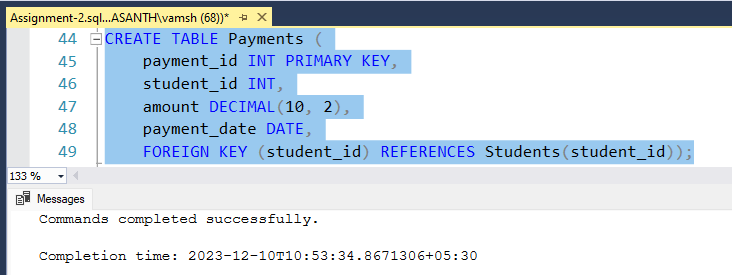 Assignment-2.sql...ASANTH\vamsh (68))*
44 CREATE TABLE Payments (
45 payment_id INT PRIMARY KEY,
46 student_id INT,
47 amount DECIMAL(10, 2),
48 payment_date DATE,
49 FOREIGN KEY (student_id) REFERENCES Students(student_id));
133 %
Messages
Commands completed successfully.
Completion time: 2023-12-10T10:53:34.8671306+05:30